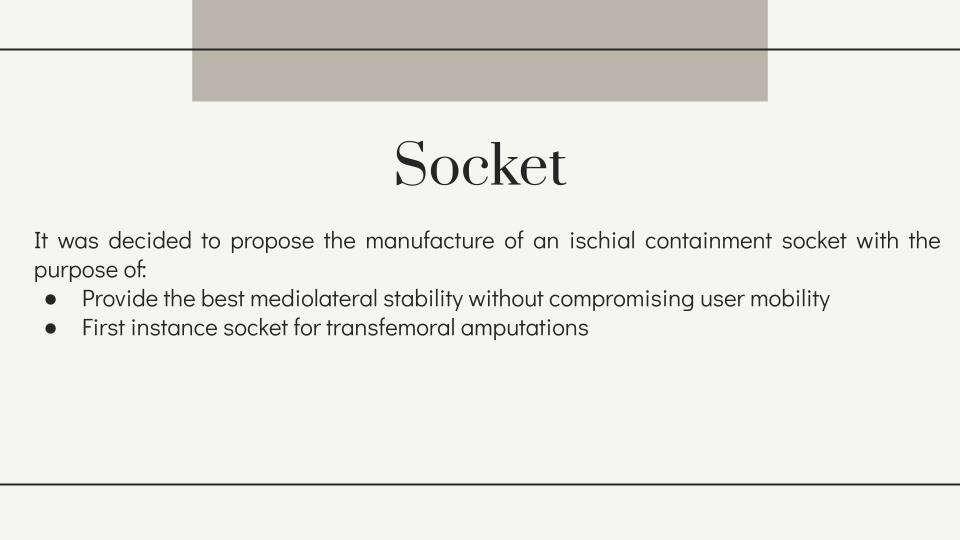 Socket
It was decided to propose the manufacture of an ischial containment socket with the
purpose of:
● Provide the best mediolateral stability without compromising user mobility
● First instance socket for transfemoral amputations